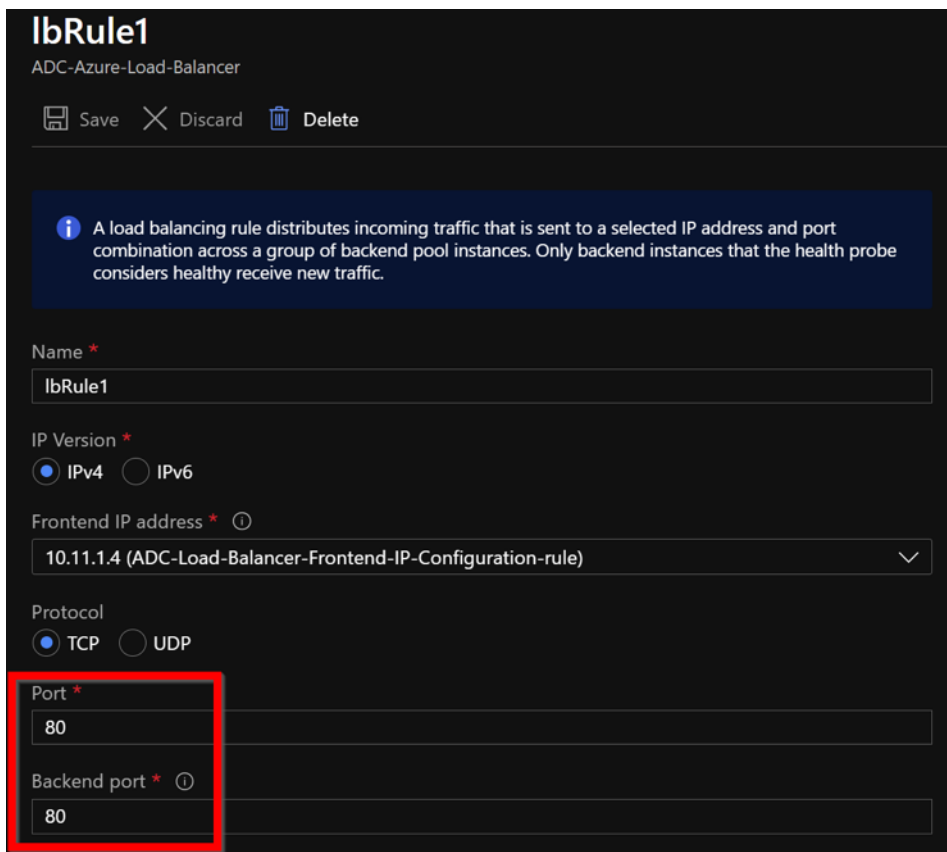 lbRule1
ADC-Azure-Load-Balancer
Save Discard Delete
A load balancing rule distributes incoming traffic that is sent to a selected IP address and port
combination across a group of backend pool instances. Only backend instances that the health probe
considers healthy receive new traffic.
Name *
lbRule1
IP Version *
IPv4 IPv6
Frontend IP address *
10.11.1.4 (ADC-Load-Balancer-Frontend-IP-Configuration-rule)
Protocol
TCP UDP
Port *
80
Backend port *
80